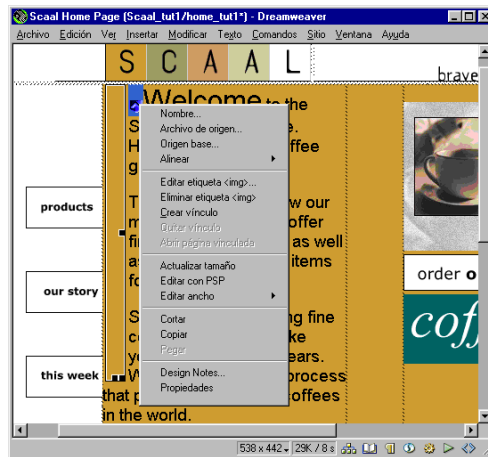 Scaal Home Page (Scaal_tut1/home_tut1*) - Dreamweaver
Archivo Edición Ver Insertar Modificar Texto Comandos Sitio Ventana Ayuda
S C A A L
brave
Welcome to the
S
H ffee
g
products
our story
this week
T w our
m offer
fi as well
a items
fo
S ng fine
c ke
y ears.
W process
that p coffees
in the world.
Nombre...
Archivo de origen...
Origen base...
Alinear
Editar etiqueta <img>...
Eliminar etiqueta <img>
Crear vínculo
Quitar vínculo
Abrir página vinculada
Actualizar tamaño
Editar con PSP
Editar ancho
Cortar
Copiar
Pegar
Design Notes...
Propiedades
order o
coff
538 x 442 29K / 8 s